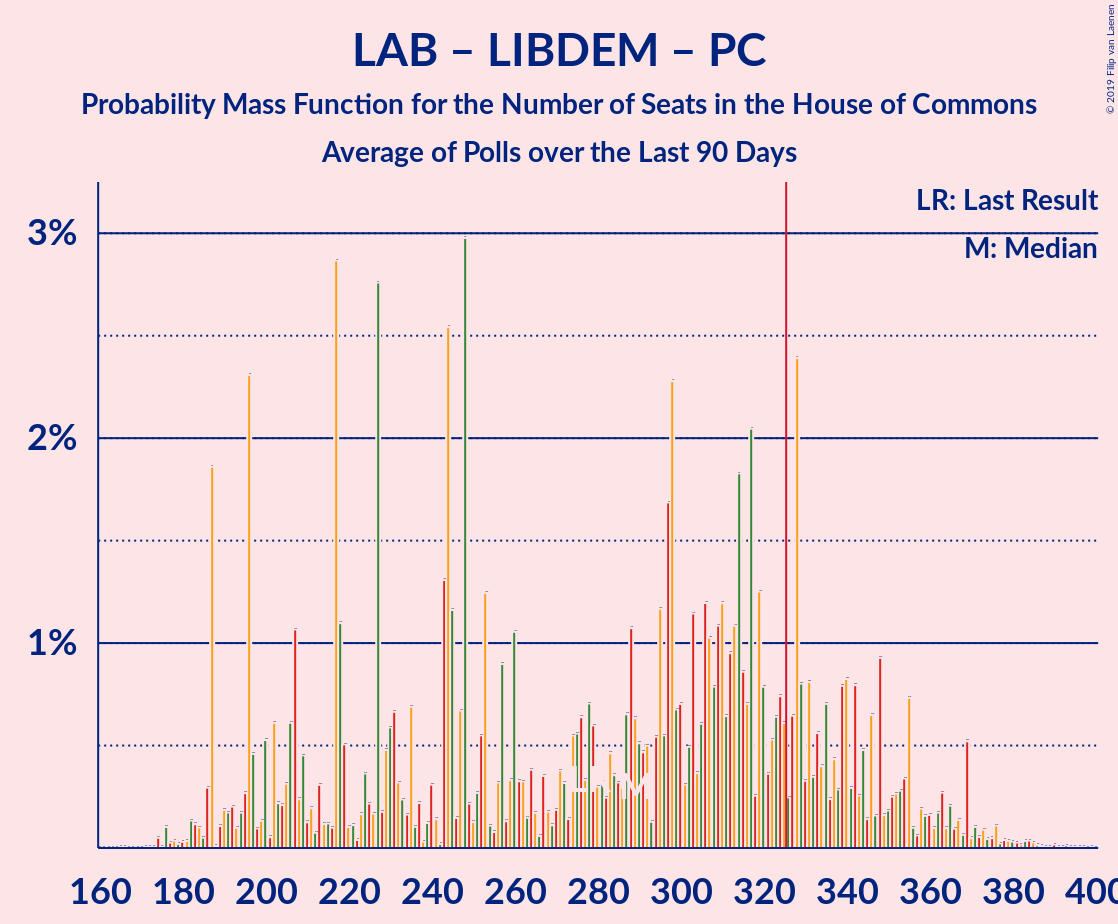 LAB – LIBDEM – PC
Probability Mass Function for the Number of Seats in the House of Commons
Average of Polls over the Last 90 Days
© 2019 Filip van Laenen
LR: Last Result
M: Median
3%
2%
1%
LR M
160 180 200 220 240 260 280 300 320 340 360 380 400